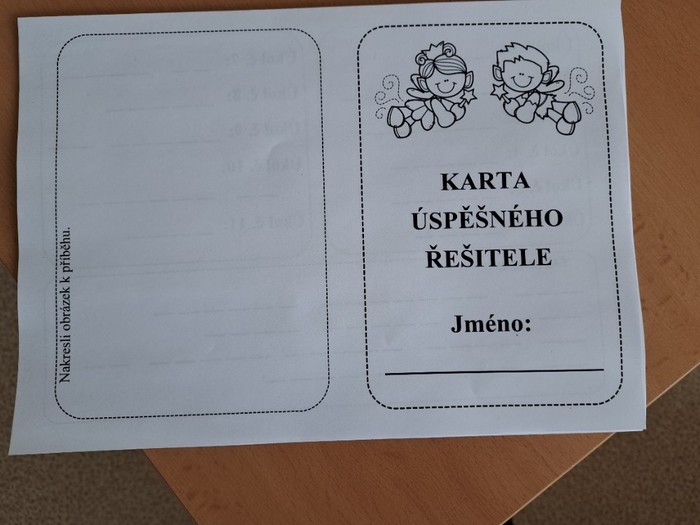 Nakresli obrázek k příběhu.
KARTA
ÚSPĚŠNÉHO
ŘEŠITELE
Jméno: